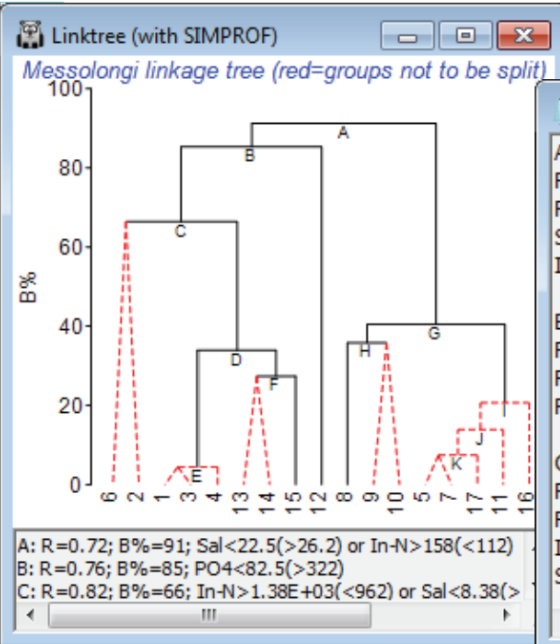 Linktree (with SIMPROF)
Messolongi linkage tree (red=groups not to be split)
100
80
60
40
20
0
B%
A
B
C
D
E
F
G
H
I
J
K
6 2 1 3 4 13 14 15 12 8 9 10 5 7 17 11 16
A: R=0.72; B%=91; Sal<22.5(>26.2) or In-N>158(<112)
B: R=0.76; B%=85; PO4<82.5(>322)
C: R=0.82; B%=66; In-N>1.38E+03(<962) or Sal<8.38(>